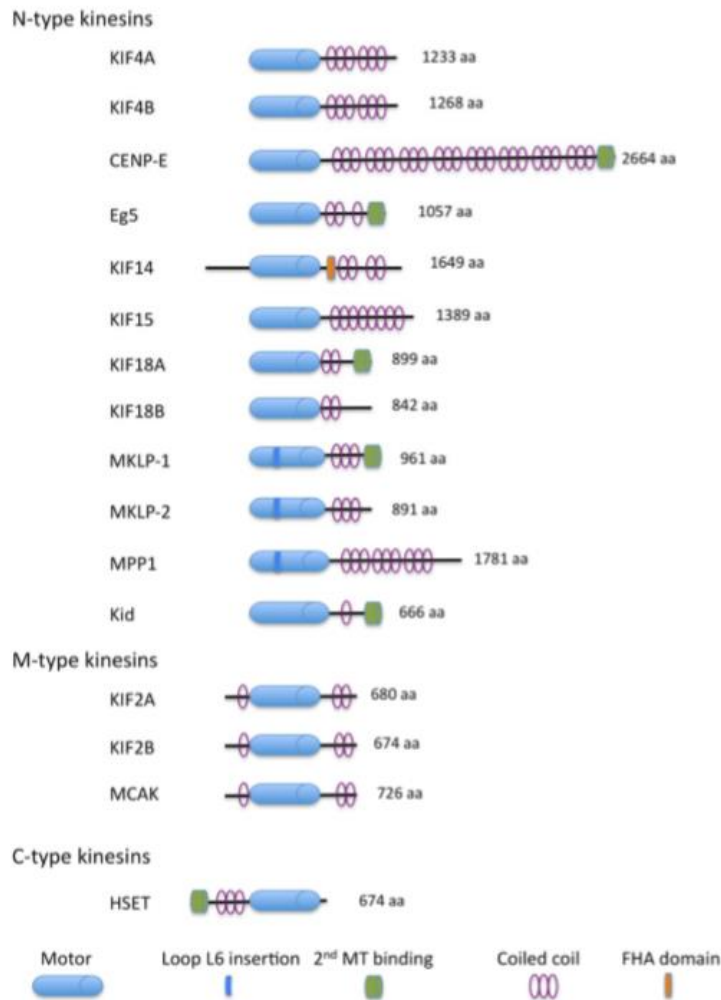 N-type kinesins
KIF4A 1233 aa
KIF4B 1268 aa
CENP-E 2664 aa
Eg5 1057 aa
KIF14 1649 aa
KIF15 1389 aa
KIF18A 899 aa
KIF18B 842 aa
MKLP-1 961 aa
MKLP-2 891 aa
MPP1 1781 aa
Kid 666 aa
M-type kinesins
KIF2A 680 aa
KIF2B 674 aa
MCAK 726 aa
C-type kinesins
HSET 674 aa
Motor Loop L6 insertion 2nd MT binding Coiled coil FHA domain